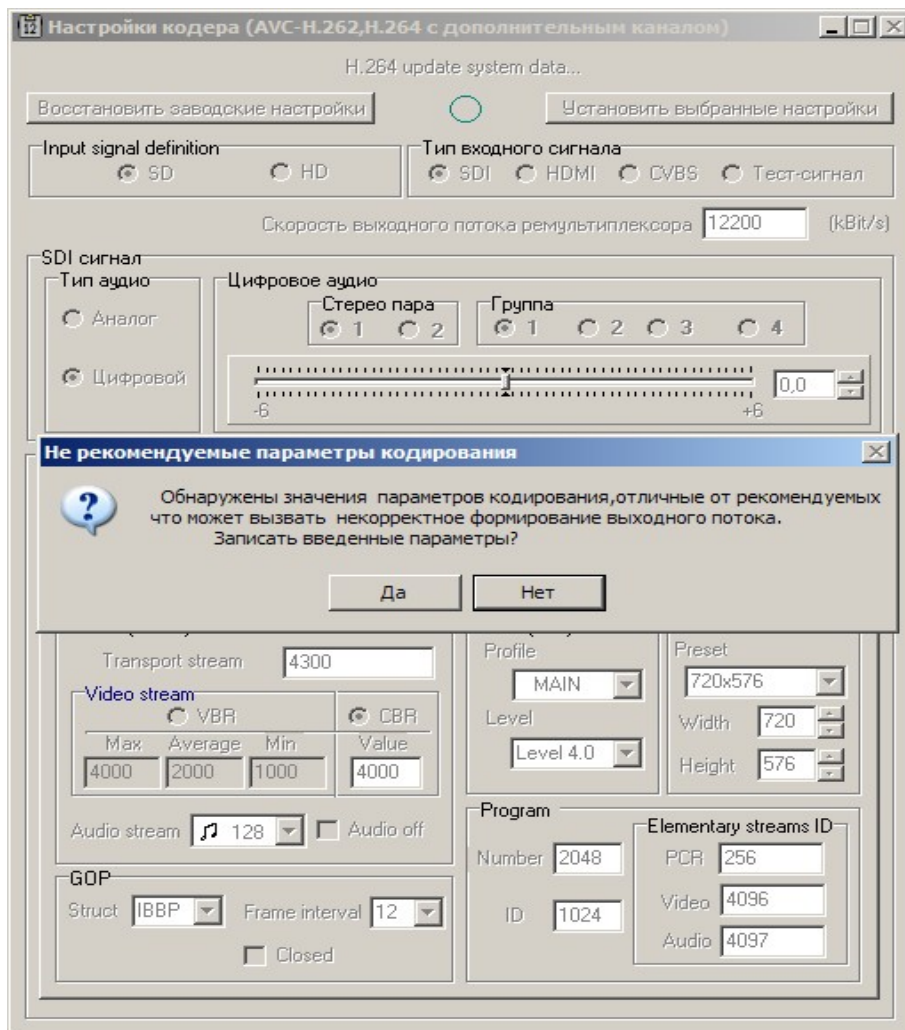 12 Настройки кодера (AVC-H.262,H.264 с дополнительным каналом)
H.264 update system data...
Восстановить заводские настройки
Установить выбранные настройки
Input signal definition
SD HD
Тип входного сигнала
SDI HDMI CVBS Тест-сигнал
Скорость выходного потока ремультиплексора 12200 (kBit/s)
SDI сигнал
Тип аудио
Аналог
Цифровой
Цифровое аудио
Стерео пара
1 2
Группа
1 2 3 4
0,0
-6 +6
Не рекомендуемые параметры кодирования
Обнаружены значения параметров кодирования,отличные от рекомендуемых
что может вызвать некорректное формирование выходного потока.
Записать введенные параметры?
Да Нет
Transport stream 4300
Video stream
VBR CBR
Max Average Min Value
4000 2000 1000 4000
Audio stream 128 Audio off
Profile
MAIN
Level
Level 4.0
Preset
720x576
Width 720
Height 576
GOP
Struct IBBP Frame interval 12
Closed
Program
Number 2048
ID 1024
Elementary streams ID
PCR 256
Video 4096
Audio 4097